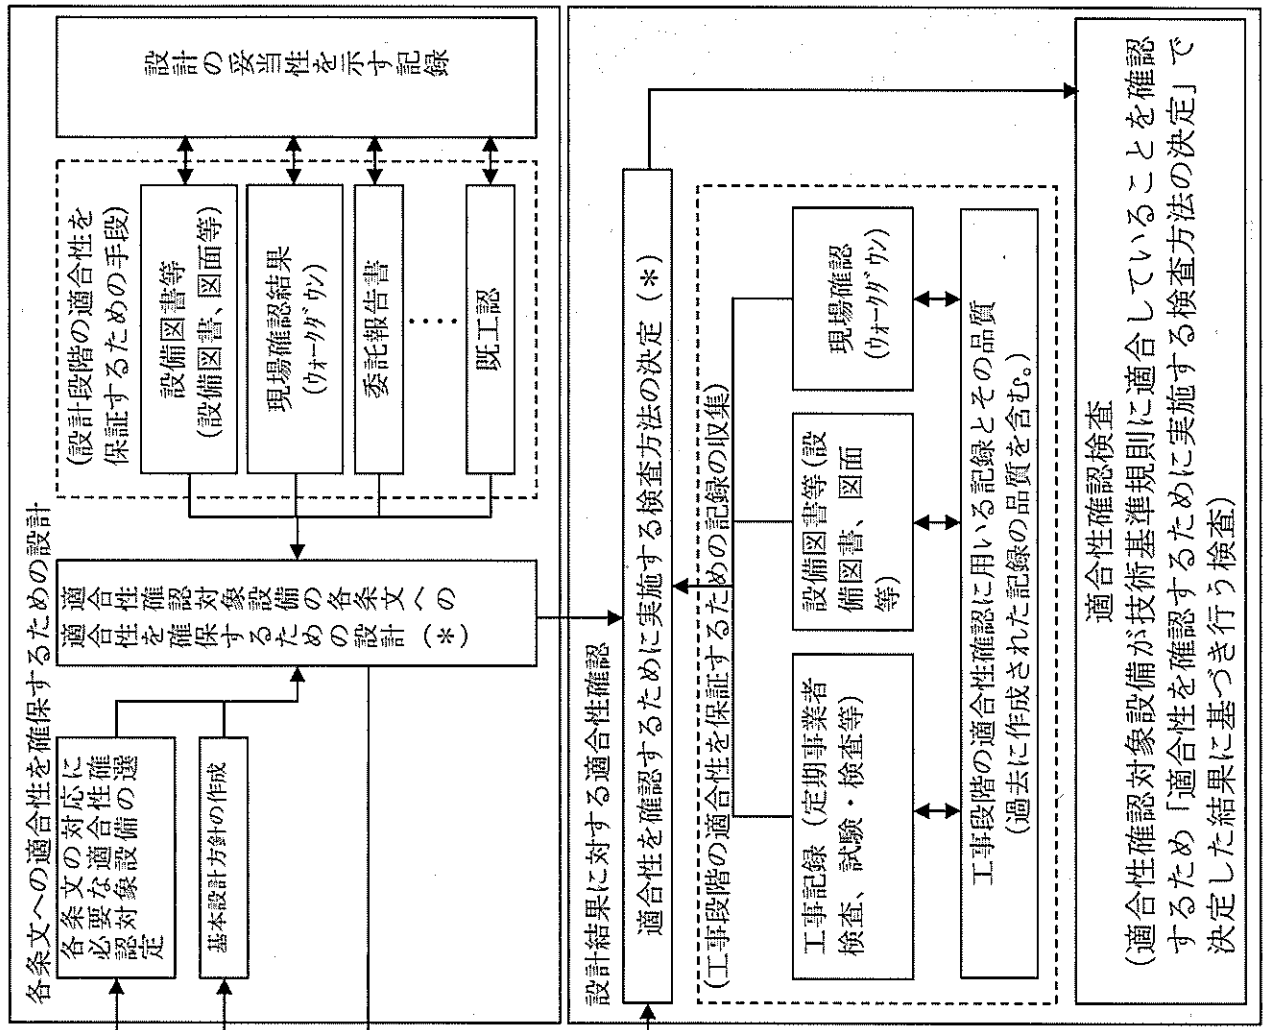 各条文への適合性を確保するための設計
各条文の対応に
必要な適合性確
認対象設備の選
定
基本設計方針の作成
適合性確認対象設備の各条文への
適合性を確保するための設計
(*)
(設計段階の適合性を
保証するための手段)
設備図書等
(設備図書、図面等)
現場確認結果
(ウォークダウン)
委託報告書
・・・・・
既工認
設計の妥当性を示す記録
設計結果に対する適合性確認
適合性を確認するために実施する検査方法の決定 (*)
(工事段階の適合性を保証するための記録の収集)
工事記録 (定期事業者
検査、試験・検査等)
設備図書等(設
備図書、図面
等)
現場確認
(ウォークダウン)
工事段階の適合性確認に用いる記録とその品質
(過去に作成された記録の品質を含む。)
適合性確認検査
(適合性確認対象設備が技術基準規則に適合していることを確認
するため「適合性を確認するために実施する検査方法の決定」で
決定した結果に基づき行う検査)